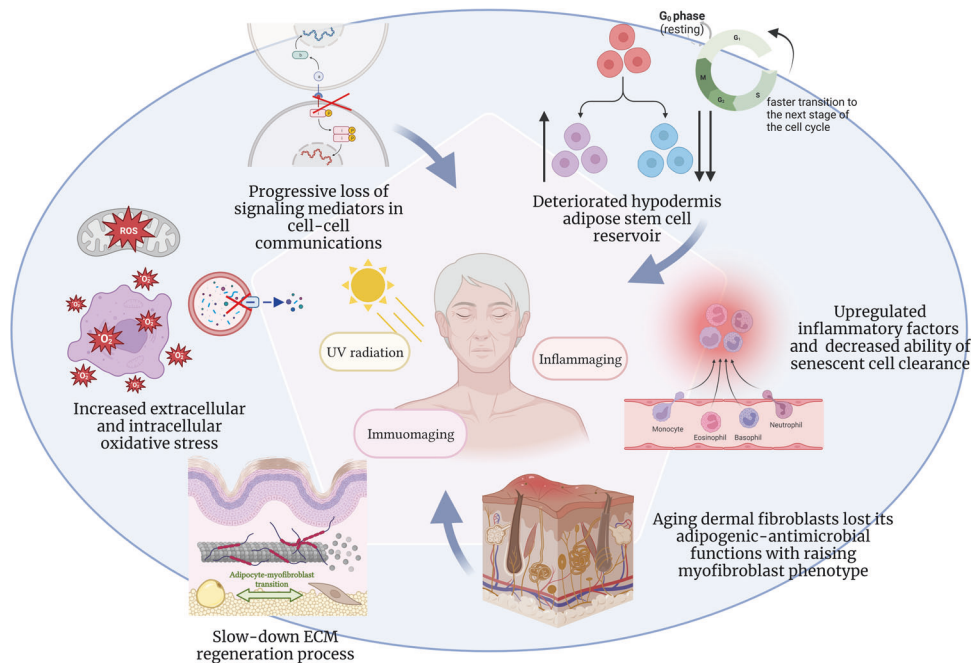 G₀ phase
(resting)
G₁
M
G₂
S
faster transition to
the next stage of
the cell cycle
Progressive loss of
signaling mediators in
cell-cell
communications
Deteriorated hypodermis
adipose stem cell
reservoir
ROS
O₂⁻
O₂⁻
O₂⁻
O₂⁻
O₂⁻
Increased extracellular
and intracellular
oxidative stress
UV radiation
Inflammaging
Immuomaging
Upregulated
inflammatory factors
and decreased ability of
senescent cell clearance
Monocyte
Eosinophil
Basophil
Neutrophil
Adipocyte-myofibroblast
transition
Slow-down ECM
regeneration process
Aging dermal fibroblasts lost its
adipogenic-antimicrobial
functions with raising
myofibroblast phenotype